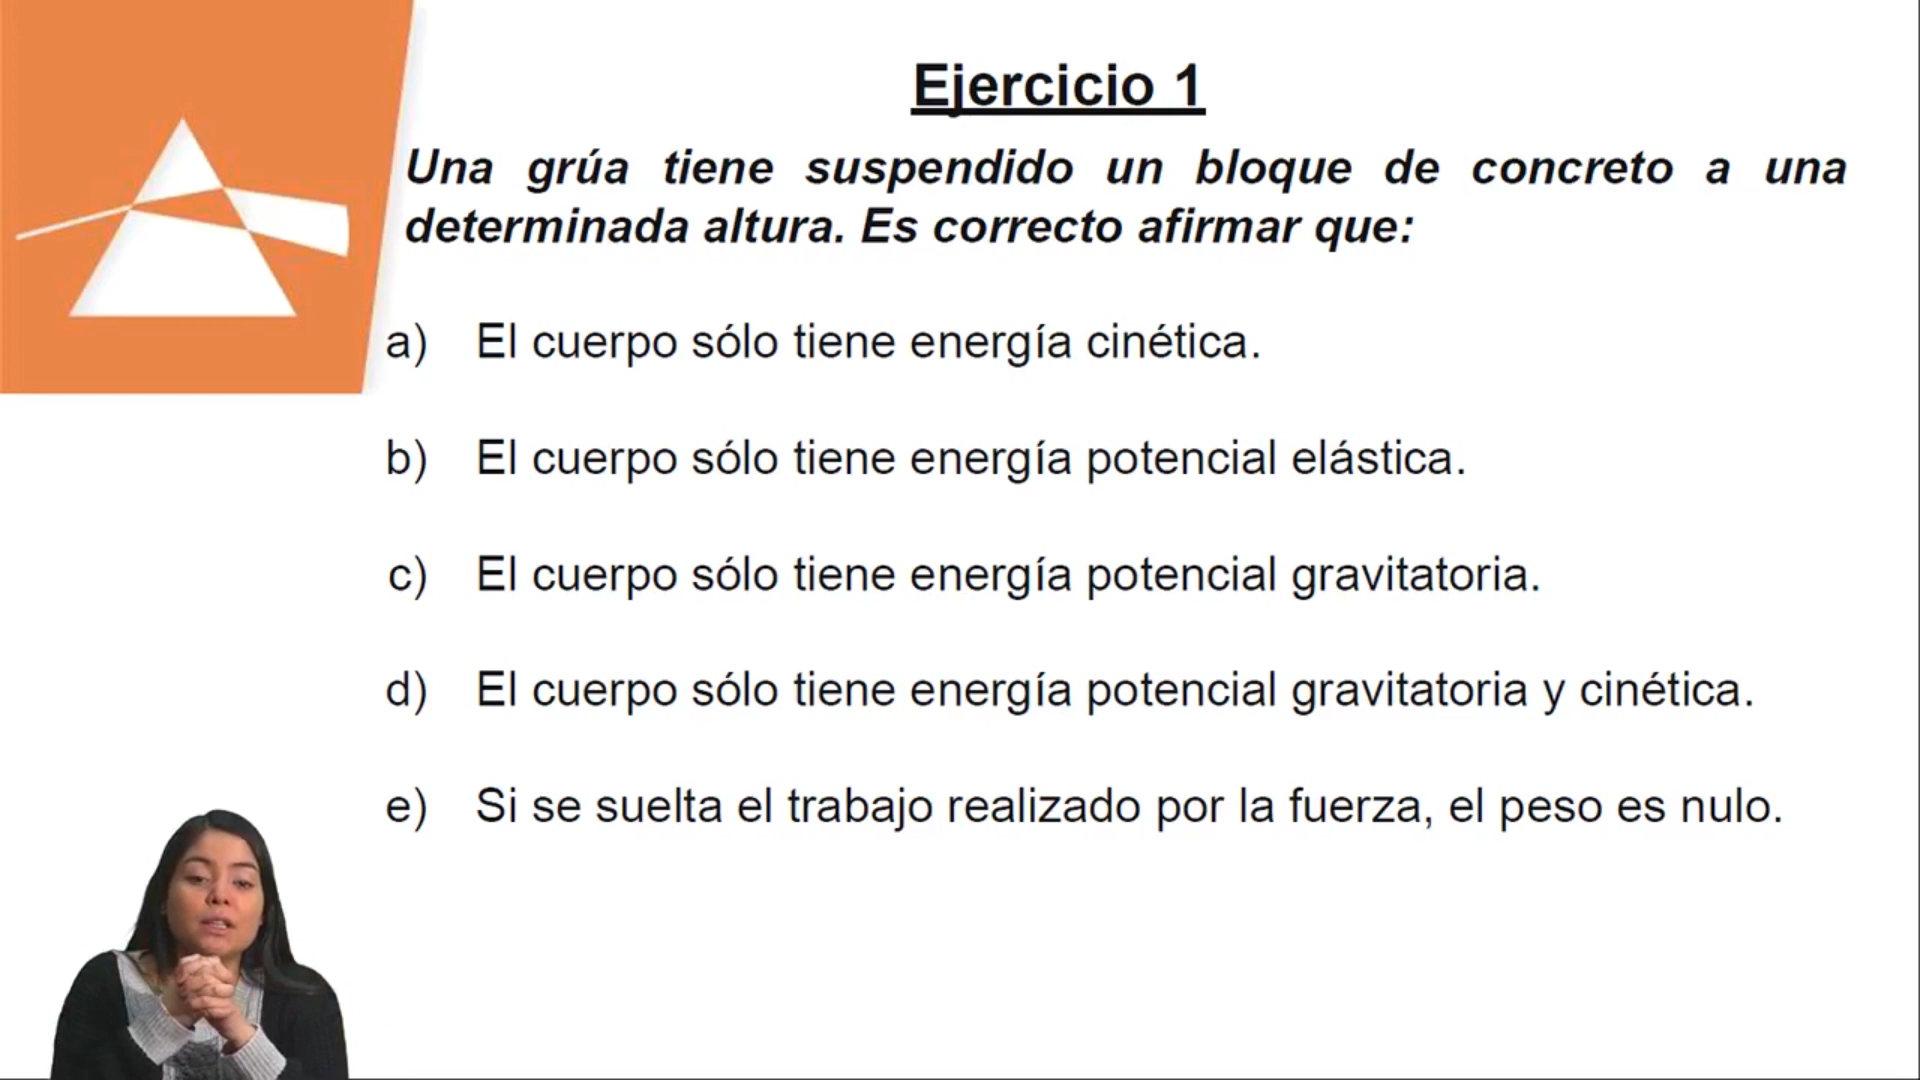 Ejercicio 1
Una grúa tiene suspendido un bloque de concreto a una
determinada altura. Es correcto afirmar que:
a) El cuerpo sólo tiene energía cinética.
b) El cuerpo sólo tiene energía potencial elástica.
c) El cuerpo sólo tiene energía potencial gravitatoria.
d) El cuerpo sólo tiene energía potencial gravitatoria y cinética.
e) Si se suelta el trabajo realizado por la fuerza, el peso es nulo.